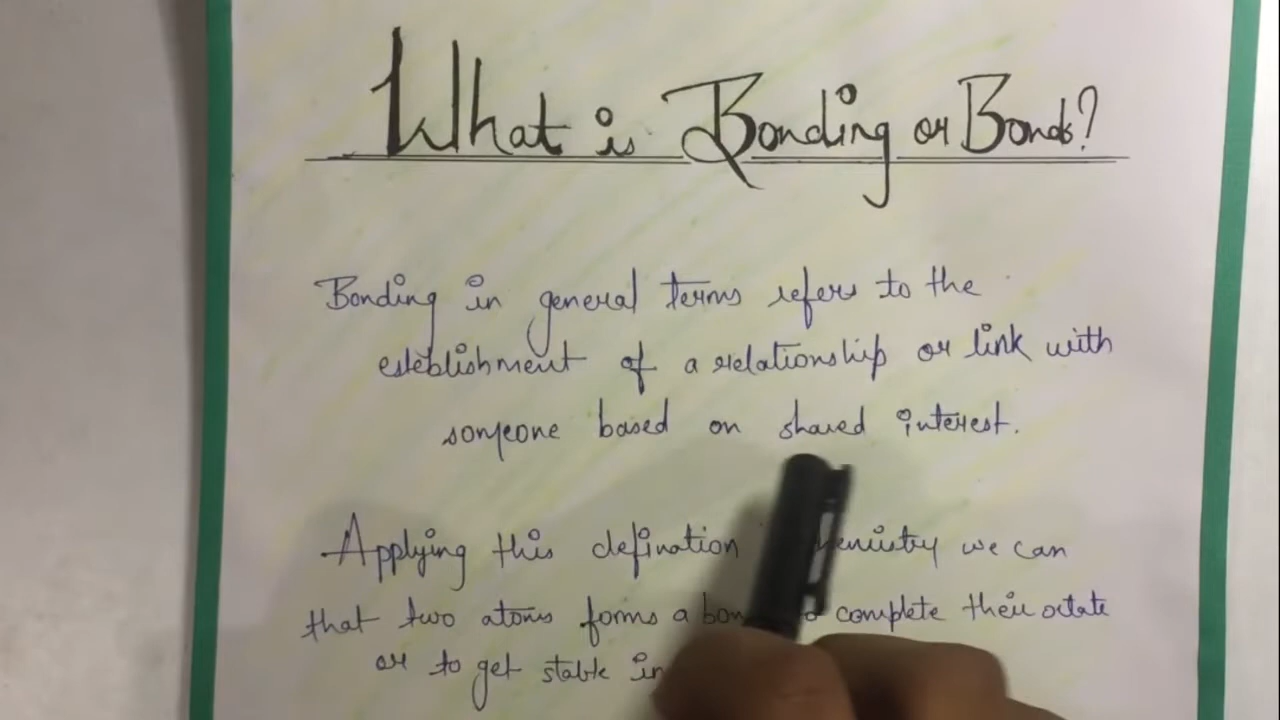 What is Bonding or Bonds?
Bonding in general terms refers to the
establishment of a relationship or link with
someone based on shared interest.
Applying this defination we can
that two atoms forms a complete their octate
or to get stable